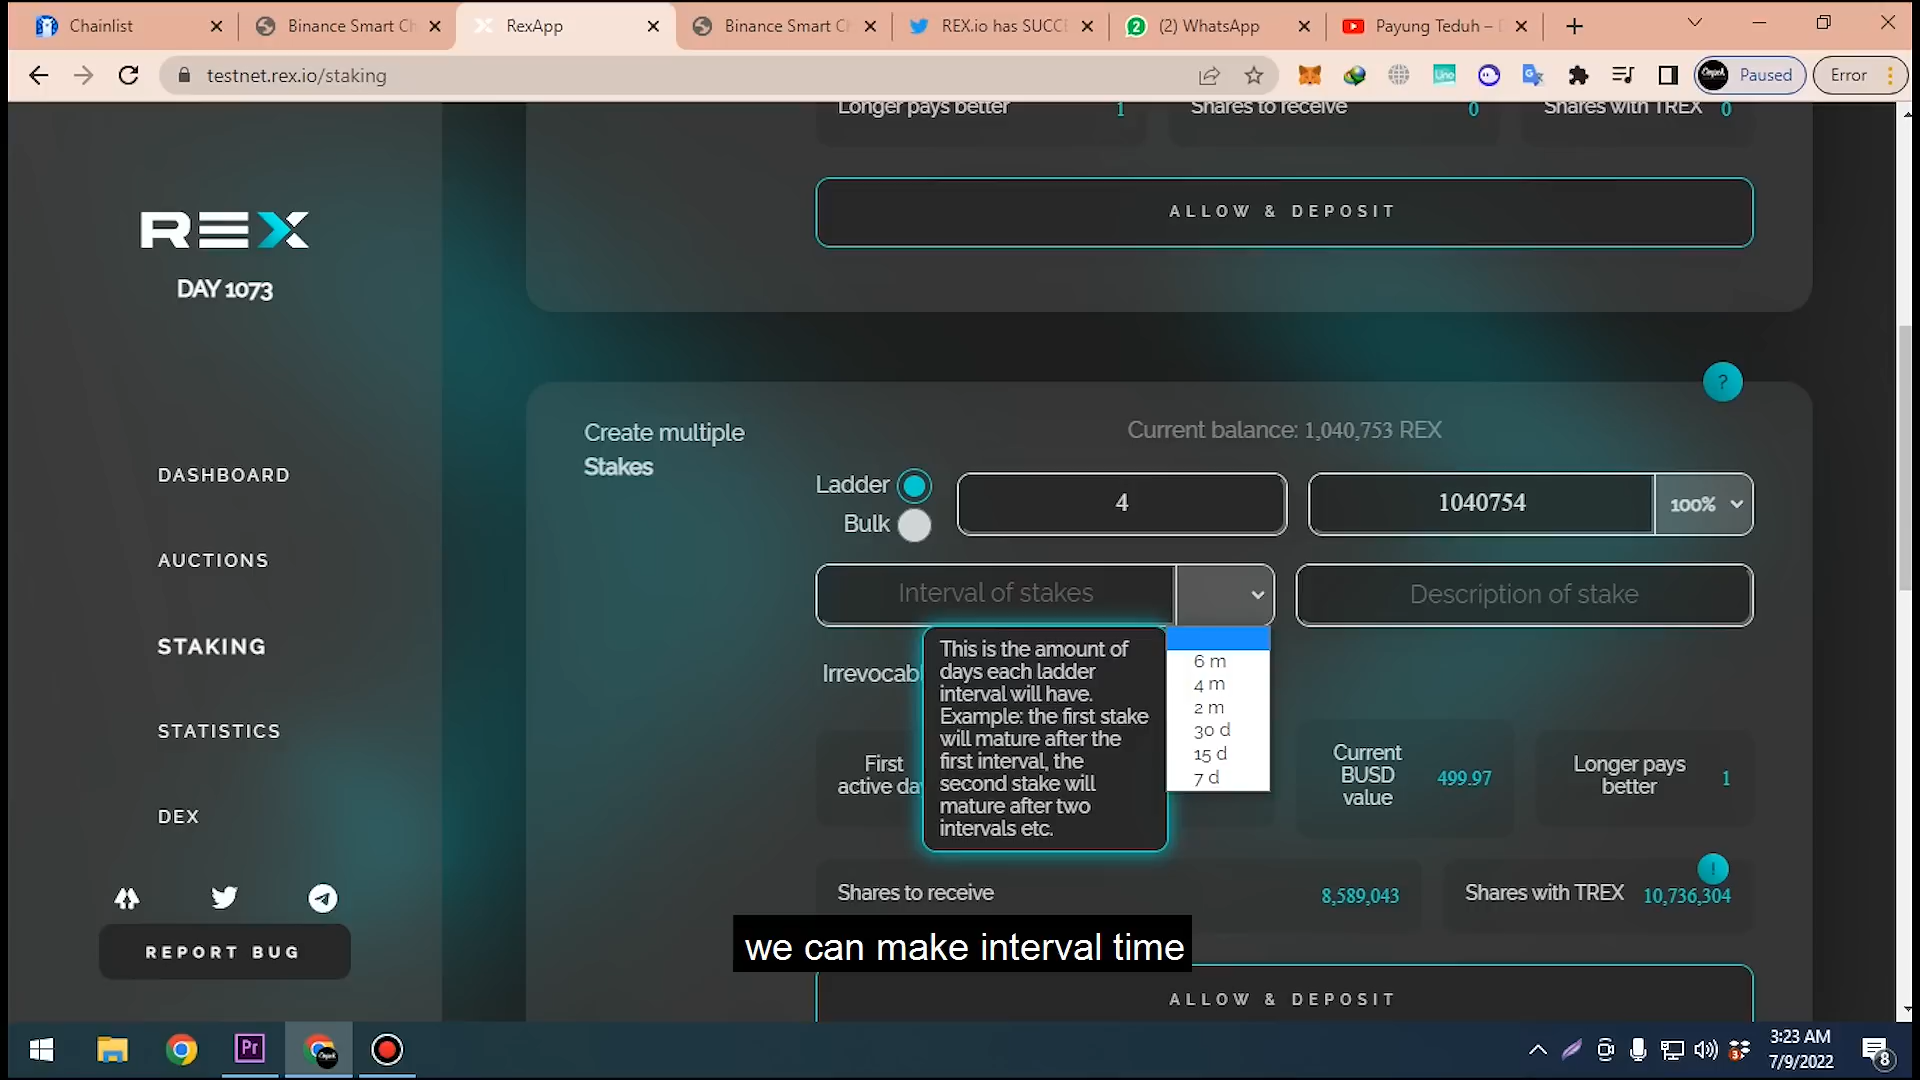 Chainlist
Binance Smart Ch
RexApp
Binance Smart Ch
REX.io has SUCCE
(2) WhatsApp
Payung Teduh –
testnet.rex.io/staking
Paused
Error
Longer pays better 1
Shares to receive 0
Shares with TREX 0
ALLOW & DEPOSIT
REX
DAY 1073
DASHBOARD
AUCTIONS
STAKING
STATISTICS
DEX
REPORT BUG
?
Create multiple
Stakes
Current balance: 1,040,753 REX
Ladder
Bulk
4
1040754
100%
Interval of stakes
Description of stake
6 m
4 m
2 m
30 d
15 d
7 d
This is the amount of
days each ladder
interval will have.
Example: the first stake
will mature after the
first interval, the
second stake will
mature after two
intervals etc.
Irrevocabl
First
active da
Current
BUSD
value
499.97
Longer pays
better
1
Shares to receive 8,589,043
Shares with TREX 10,736,304
!
we can make interval time
ALLOW & DEPOSIT
Pr
3:23 AM
7/9/2022
8